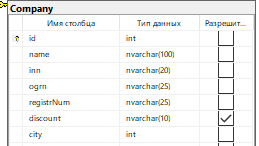 Company
Имя столбца Тип данных Разрешит...
id int
name nvarchar(100)
inn nvarchar(20)
ogrn nvarchar(25)
registrNum nvarchar(25)
discount nvarchar(10)
city int